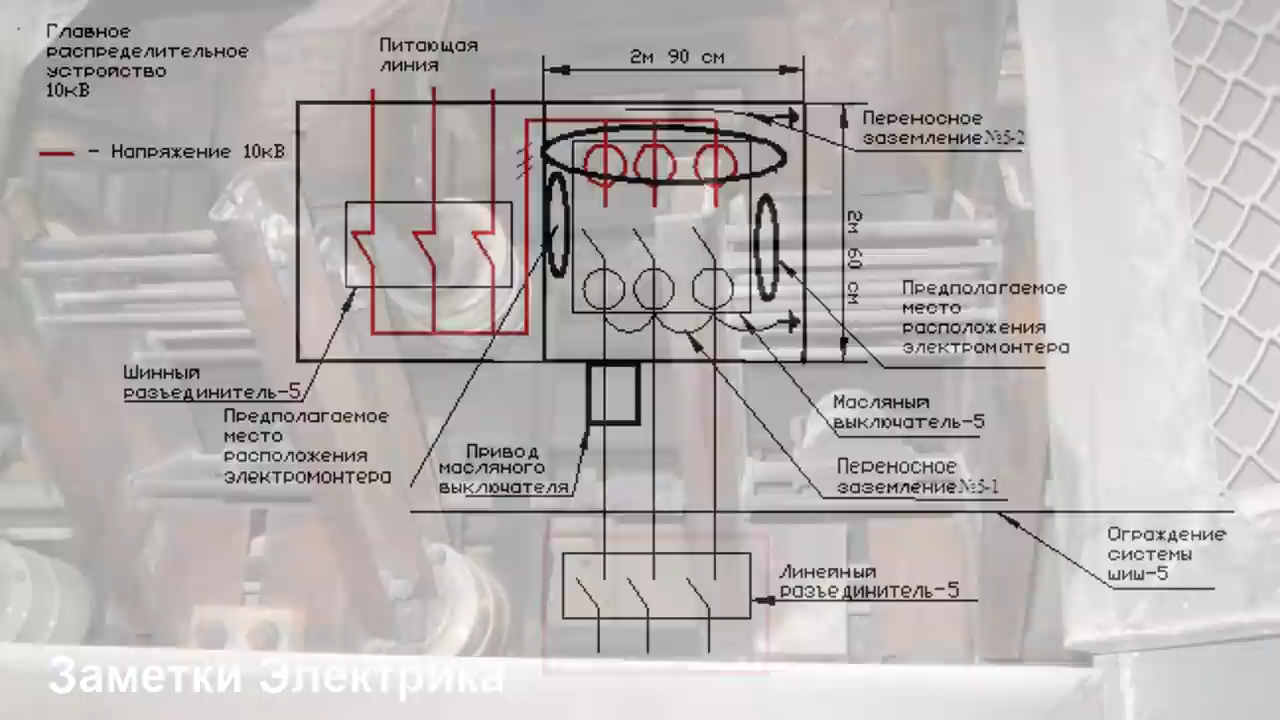 Главное
распределительное
устройство
10кВ
Питающая
линия
2м 90 см
Переносное
заземление№5-2
- Напряжение 10кВ
2м 60 см
Предполагаемое
место
расположения
электромонтера
Шинный
разъединитель-5
Предполагаемое
место
расположения
электромонтера
Масляный
выключатель-5
Привод
масляного
выключателя
Переносное
заземление№5-1
Ограждение
системы
шиш-5
Линейный
разъединитель-5
Заметки Электрика